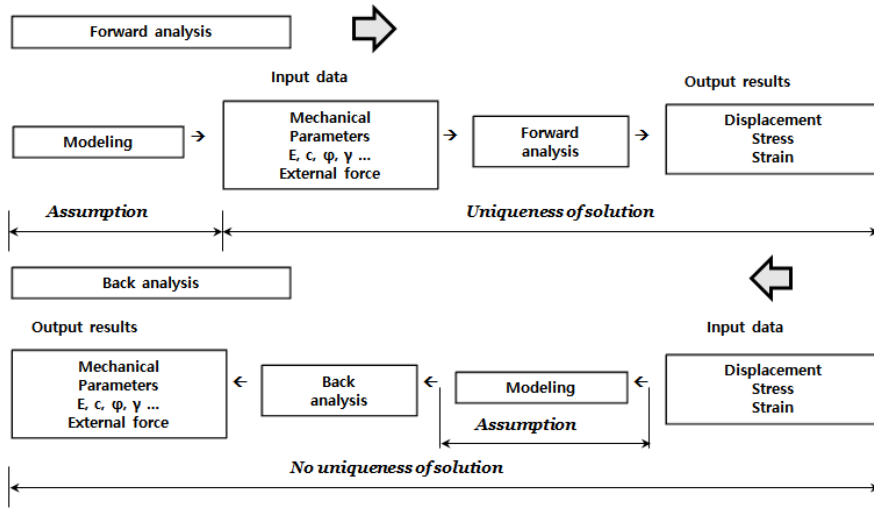 Forward analysis
Input data
Output results
Modeling
Mechanical
Parameters
E, c, φ, γ ...
External force
Forward
analysis
Displacement
Stress
Strain
Assumption
Uniqueness of solution
Back analysis
Output results
Input data
Mechanical
Parameters
E, c, φ, γ ...
External force
Back
analysis
Modeling
Displacement
Stress
Strain
Assumption
No uniqueness of solution